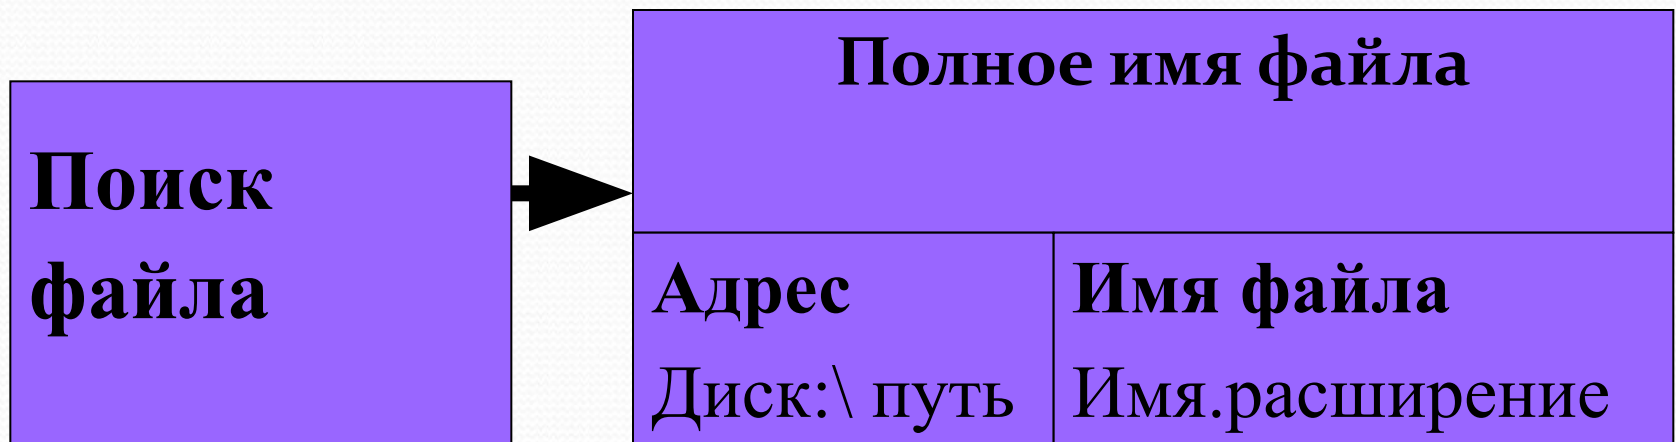 Поиск
файла
Полное имя файла
Адрес
Диск:\ путь
Имя файла
Имя.расширение